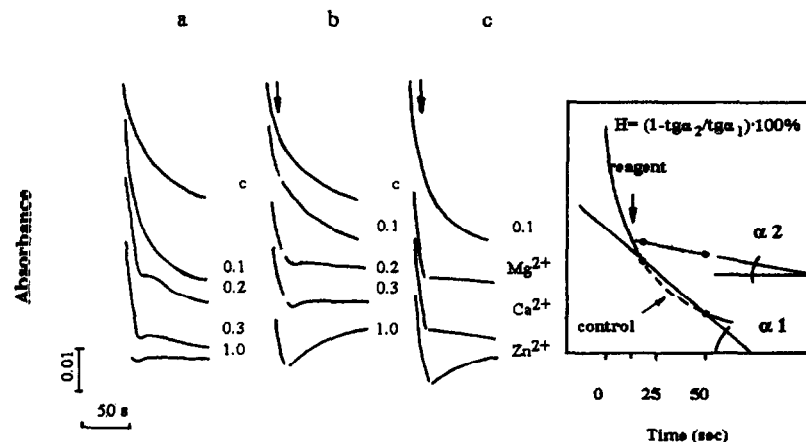 a b c
Absorbance
c
0.1
0.2
0.3
1.0
0.01
50 s
c
0.1
0.2
0.3
1.0
0.1
Mg2+
Ca2+
Zn2+
H= (1-tgα2/tgα1)·100%
reagent
α 2
control
α 1
0 25 50
Time (sec)